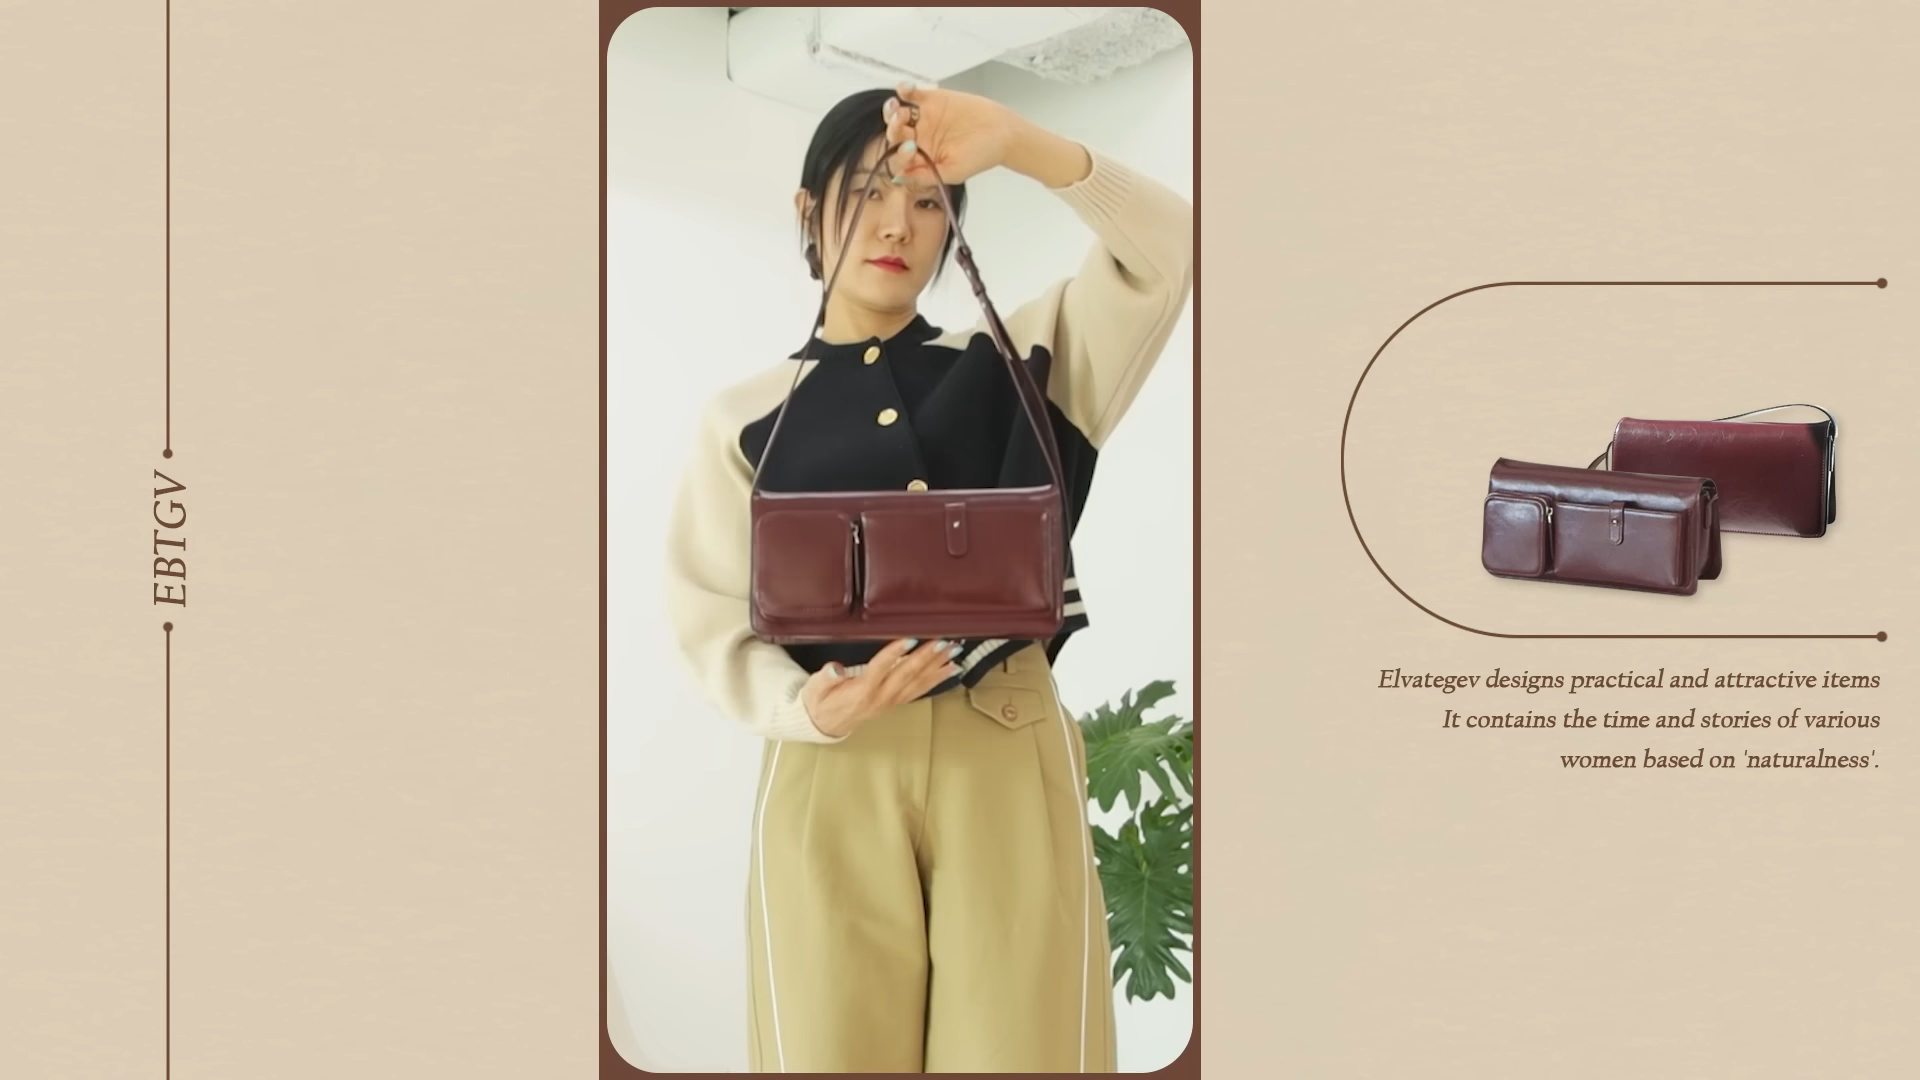 EBTGV
Elvategev designs practical and attractive items
It contains the time and stories of various
women based on 'naturalness'.